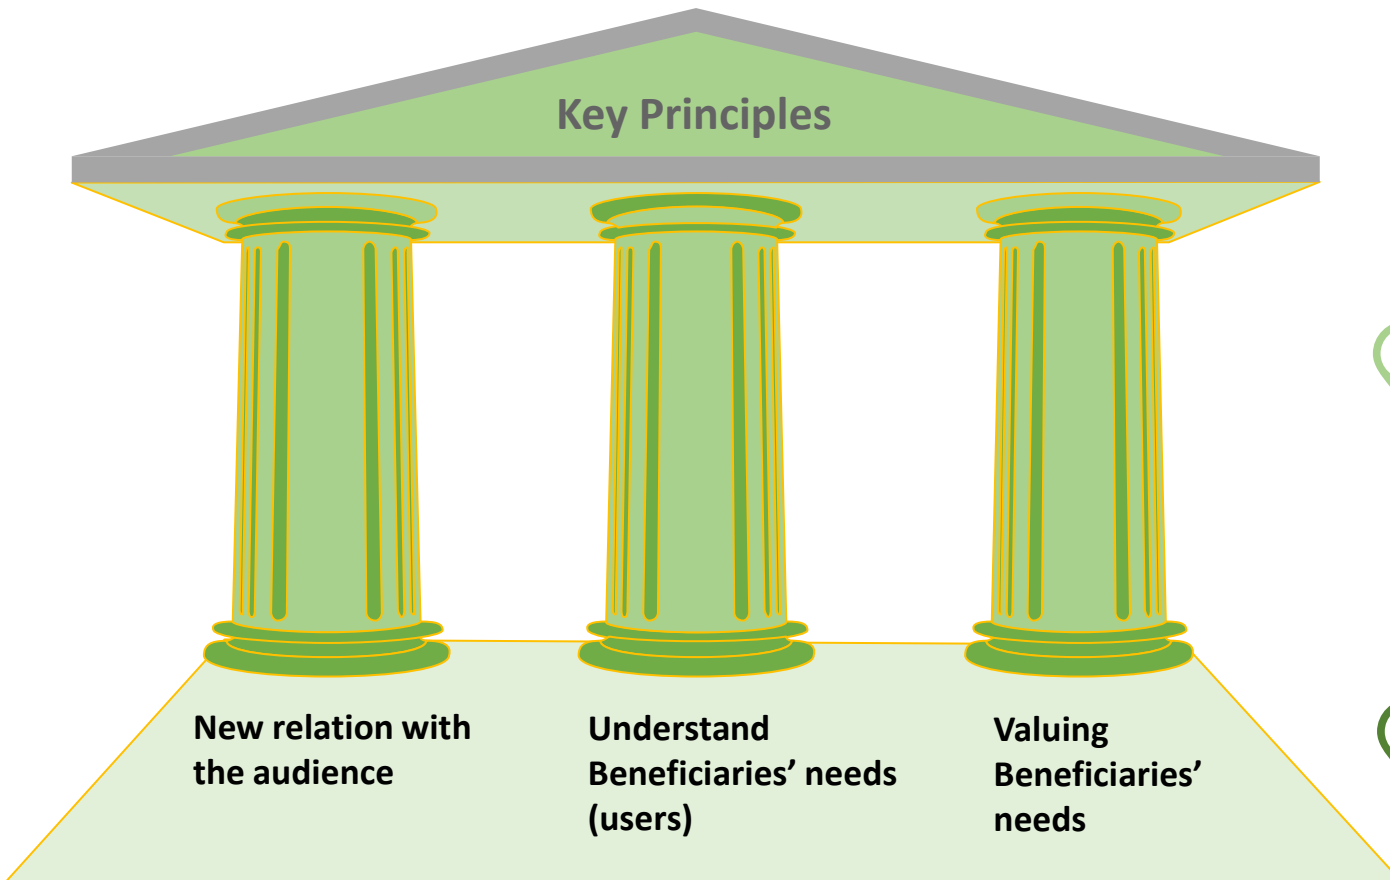 Key Principles
New relation with
the audience
Understand
Beneficiaries’ needs
(users)
Valuing
Beneficiaries’
needs